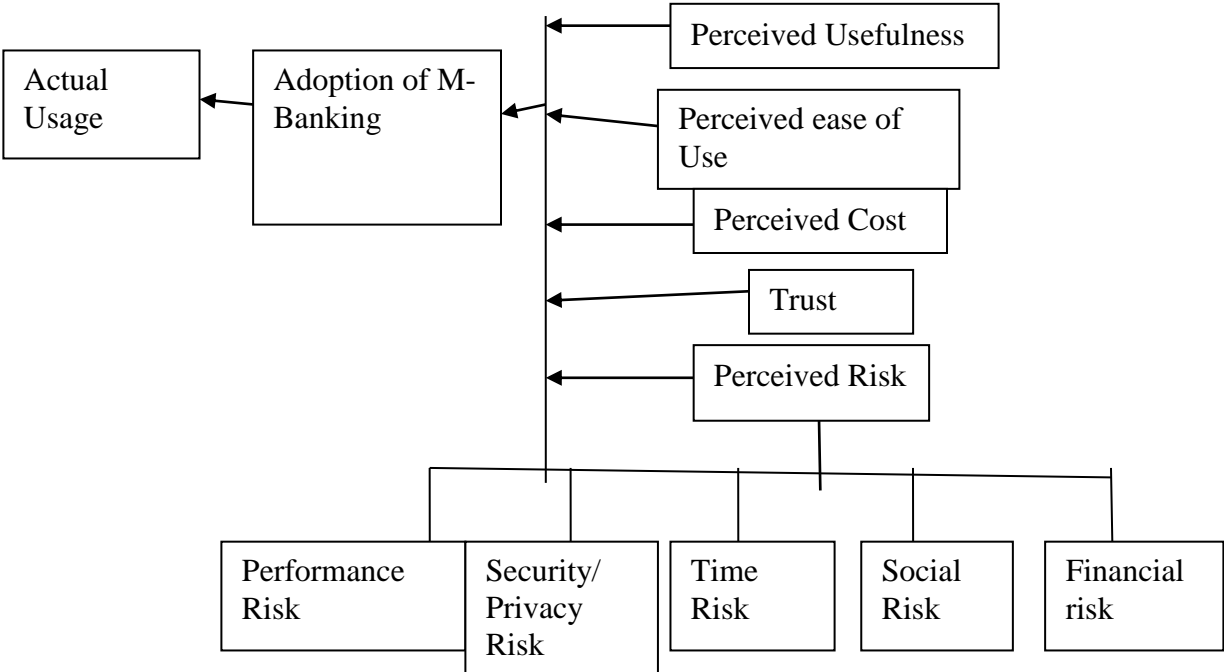 Perceived Usefulness
Actual
Usage
Adoption of M-
Banking
Perceived ease of
Use
Perceived Cost
Trust
Perceived Risk
Performance
Risk
Security/
Privacy
Risk
Time
Risk
Social
Risk
Financial
risk